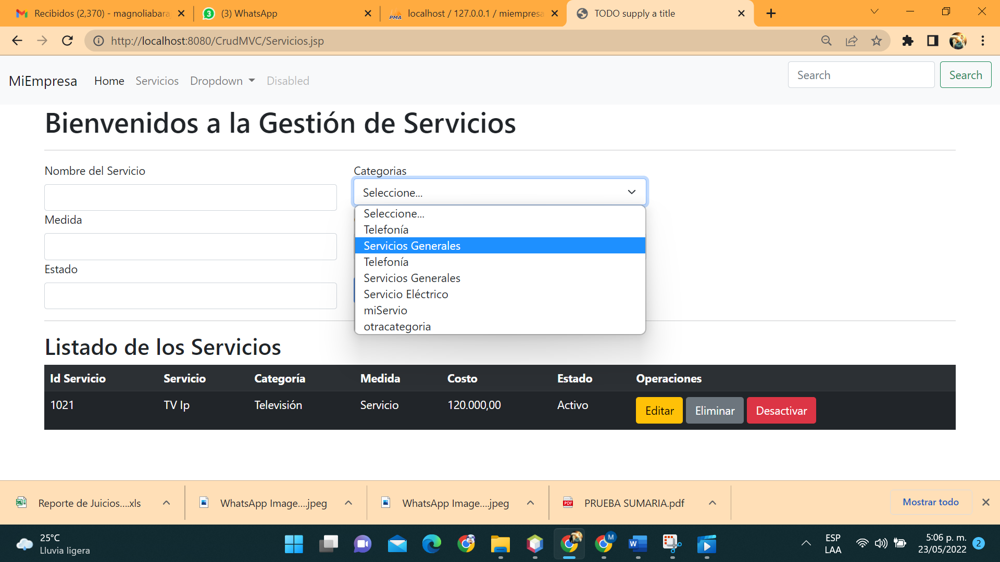 Recibidos (2,370) - magnoliabara
(3) WhatsApp
localhost / 127.0.0.1 / miempresa
TODO supply a title
http://localhost:8080/CrudMVC/Servicios.jsp
MiEmpresa
Home
Servicios
Dropdown
Disabled
Search
Search
Bienvenidos a la Gestión de Servicios
Nombre del Servicio
Categorias
Seleccione...
Seleccione...
Telefonía
Servicios Generales
Telefonía
Servicios Generales
Servicio Eléctrico
miServio
otracategoria
Medida
Estado
Listado de los Servicios
Id Servicio Servicio Categoría Medida Costo Estado Operaciones
1021 TV Ip Televisión Servicio 120.000,00 Activo Editar Eliminar Desactivar
Reporte de Juicios....xls
WhatsApp Image....jpeg
WhatsApp Image....jpeg
PRUEBA SUMARIA.pdf
Mostrar todo
25°C
Lluvia ligera
ESP
LAA
5:06 p. m.
23/05/2022
2